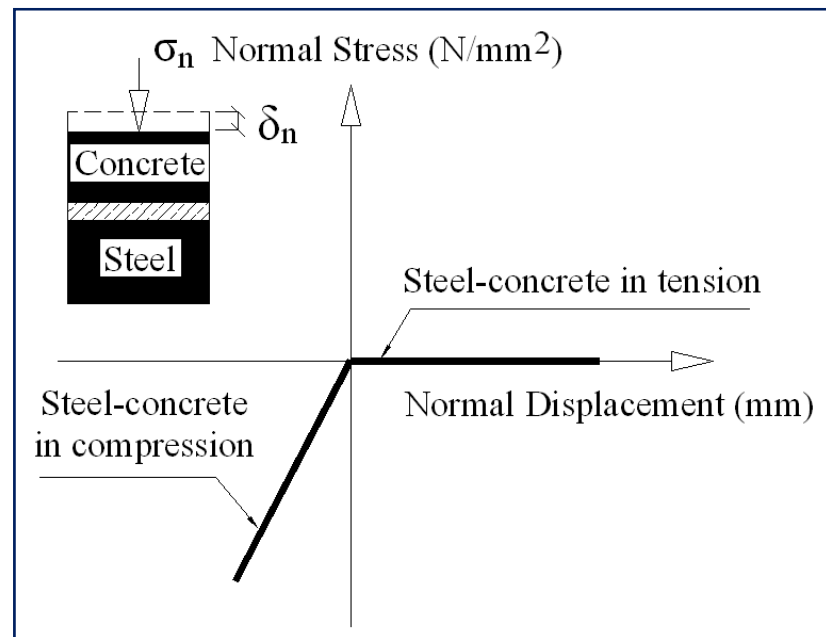 σn Normal Stress (N/mm2)
δn
Concrete
Steel
Steel-concrete in tension
Normal Displacement (mm)
Steel-concrete
in compression